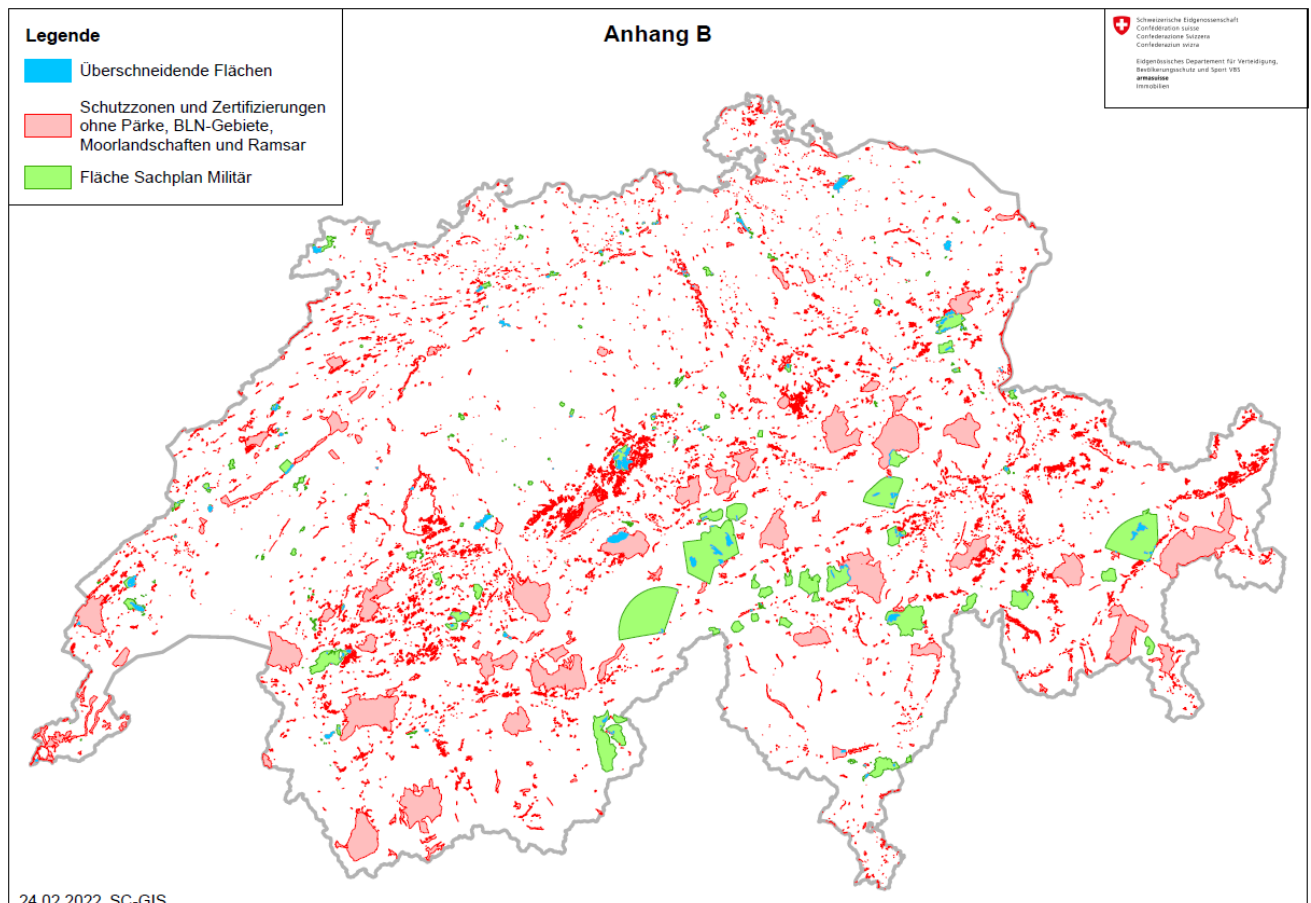 Legende
Überschneidende Flächen
Schutzzonen und Zertifizierungen
ohne Pärke, BLN-Gebiete,
Moorlandschaften und Ramsar
Fläche Sachplan Militär
Anhang B
Schweizerische Eidgenossenschaft
Confédération suisse
Confederazione Svizzera
Confederaziun svizra
Eidgenössisches Departement für Verteidigung,
Bevölkerungsschutz und Sport VBS
armasuisse
Immobilien
24.02.2022, SC-GIS